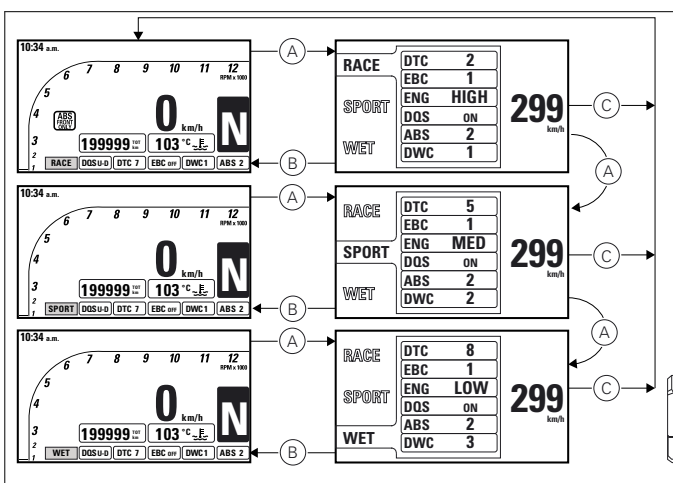 10:34 a.m.
1 2 3 4 5 6 7 8 9 10 11 12
RPM x 1000
ABS
FRONT
ONLY
0 km/h
N
199999 TOT km 103 °C
RACE DQS U-D DTC 7 EBC OFF DWC 1 ABS 2
A
B
RACE
SPORT
WET
DTC 2
EBC 1
ENG HIGH
DQS ON
ABS 2
DWC 1
299
km/h
C
A
10:34 a.m.
1 2 3 4 5 6 7 8 9 10 11 12
RPM x 1000
0 km/h
N
199999 TOT km 103 °C
SPORT DQS U-D DTC 7 EBC OFF DWC 1 ABS 2
A
B
RACE
SPORT
WET
DTC 5
EBC 1
ENG MED
DQS ON
ABS 2
DWC 2
299
km/h
C
A
10:34 a.m.
1 2 3 4 5 6 7 8 9 10 11 12
RPM x 1000
0 km/h
N
199999 TOT km 103 °C
WET DQS U-D DTC 7 EBC OFF DWC 1 ABS 2
A
B
RACE
SPORT
WET
DTC 8
EBC 1
ENG LOW
DQS ON
ABS 2
DWC 3
299
km/h
C